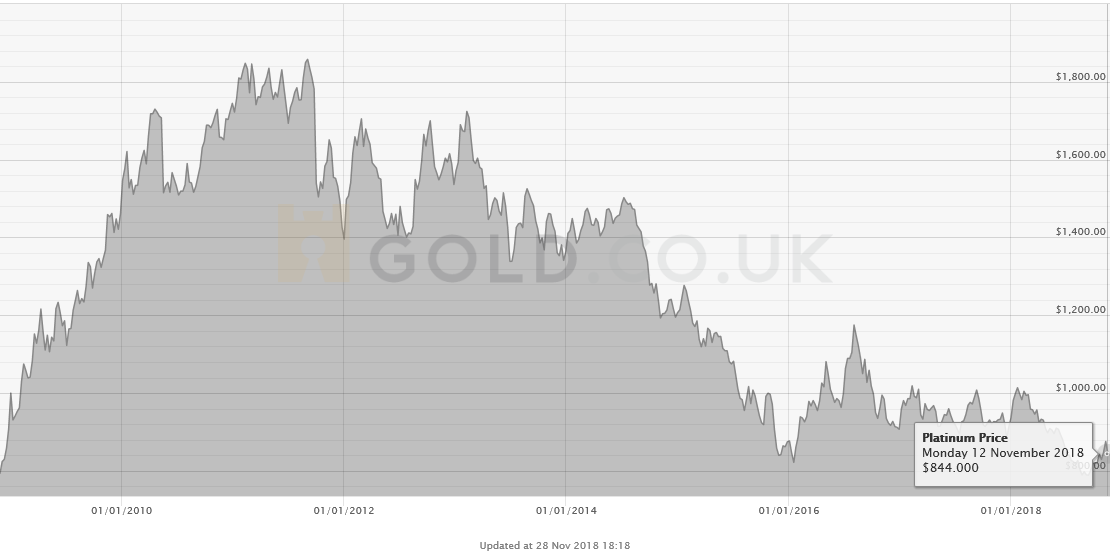 $1,800.00
$1,600.00
$1,400.00
GOLD.CO.UK
$1,200.00
$1,000.00
Platinum Price
Monday 12 November 2018
$844.000
$800.00
01/01/2010 01/01/2012 01/01/2014 01/01/2016 01/01/2018
Updated at 28 Nov 2018 18:18